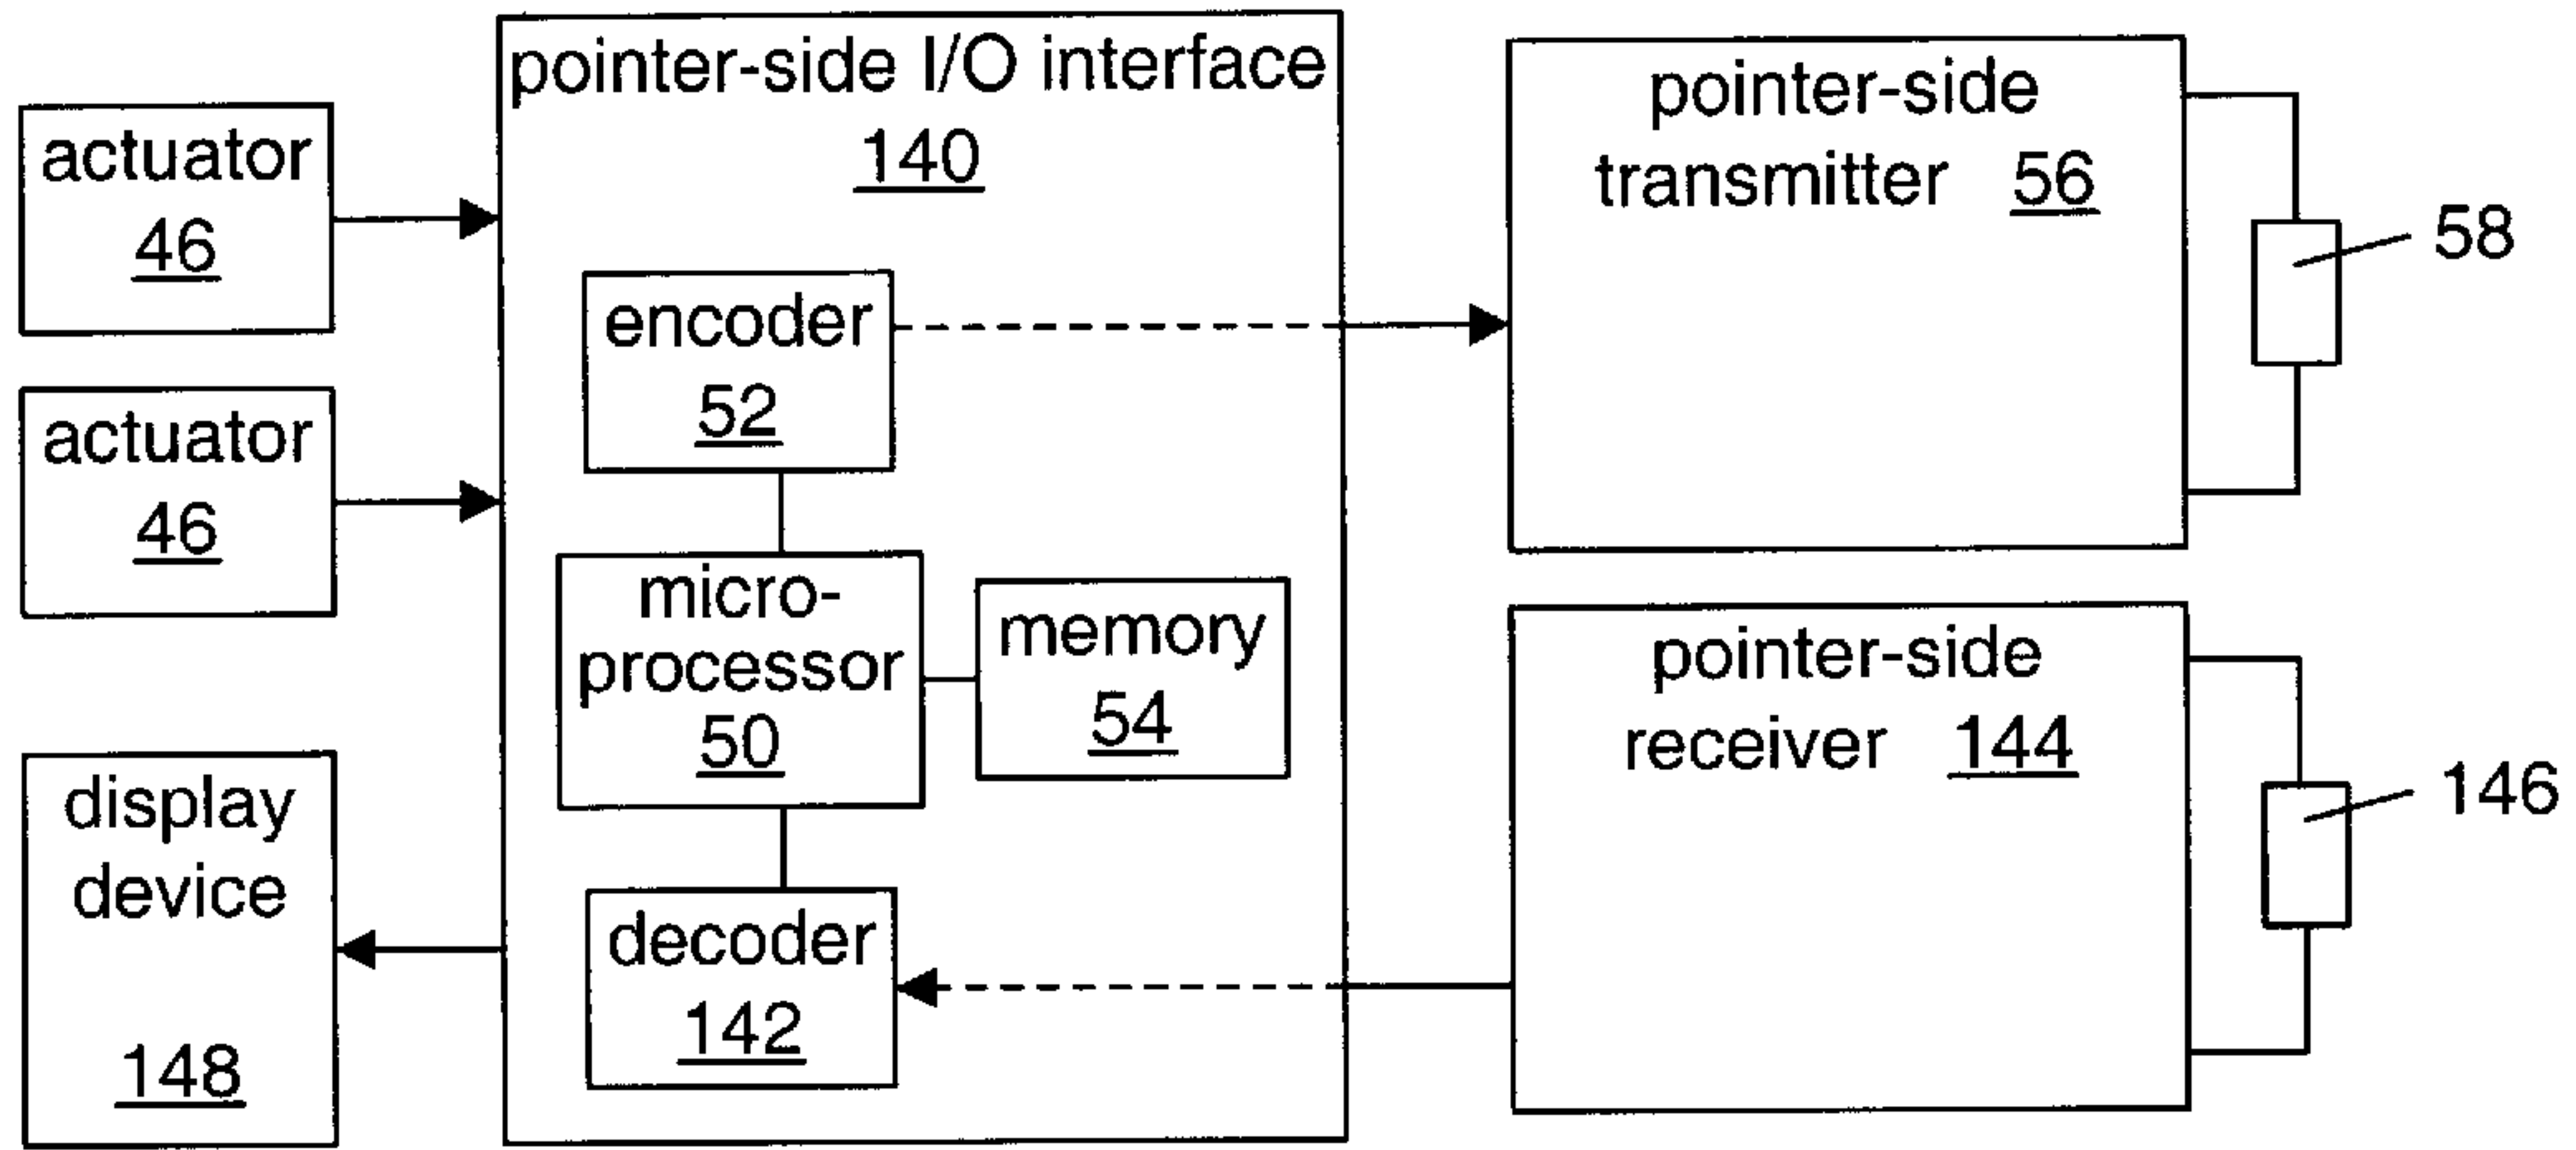 actuator
46
actuator
46
display
device
148
pointer-side I/O interface
140
encoder
52
micro-
processor
50
memory
54
decoder
142
pointer-side
transmitter 56
58
pointer-side
receiver 144
146